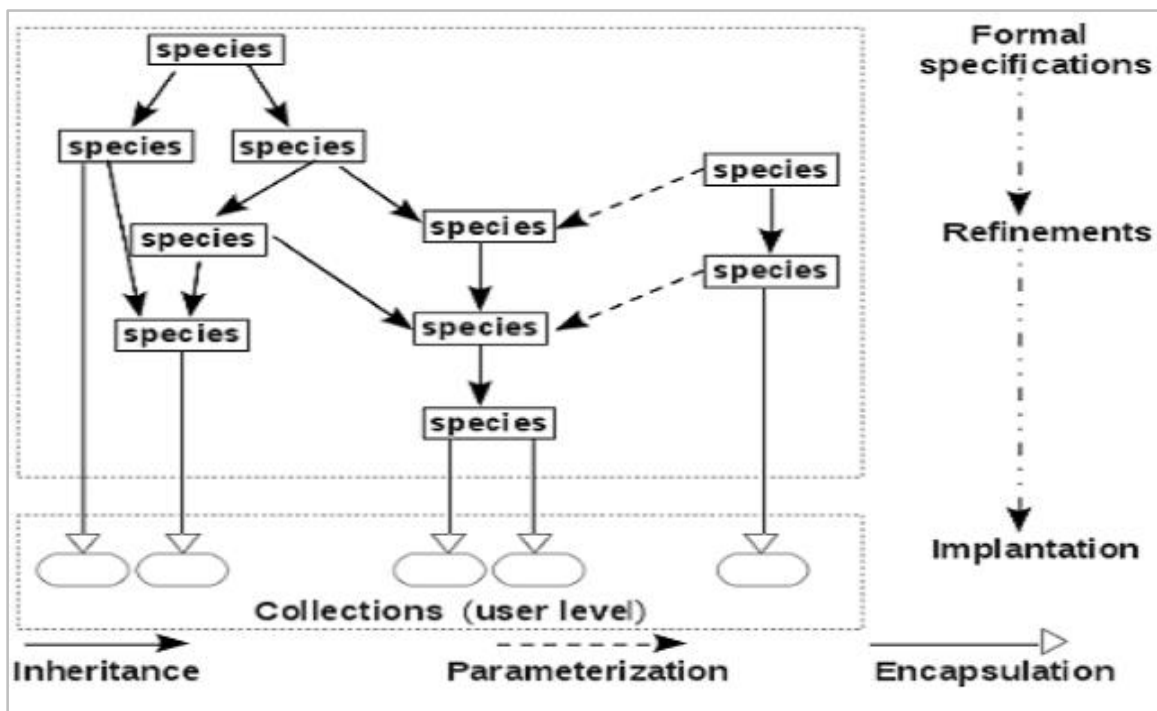 species
Formal
specifications
species
species
species
species
species
Refinements
species
species
species
species
Implantation
Collections (user level)
Inheritance
Parameterization
Encapsulation